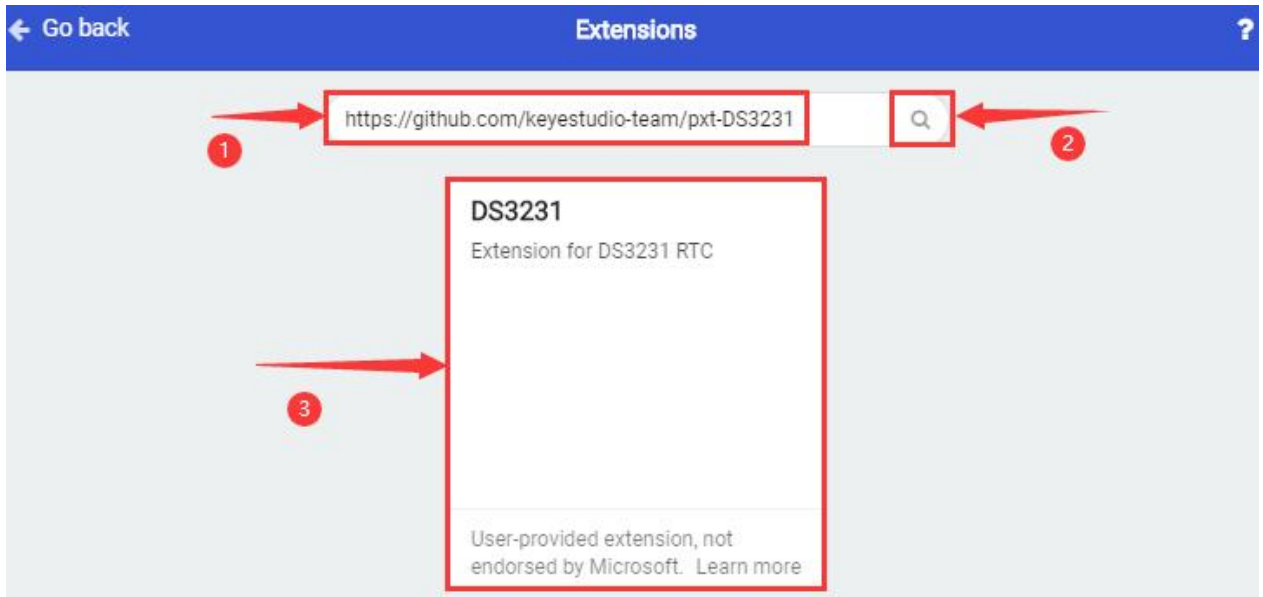 Go back
Extensions
?
https://github.com/keyestudio-team/pxt-DS3231
1
2
DS3231
Extension for DS3231 RTC
3
User-provided extension, not
endorsed by Microsoft. Learn more